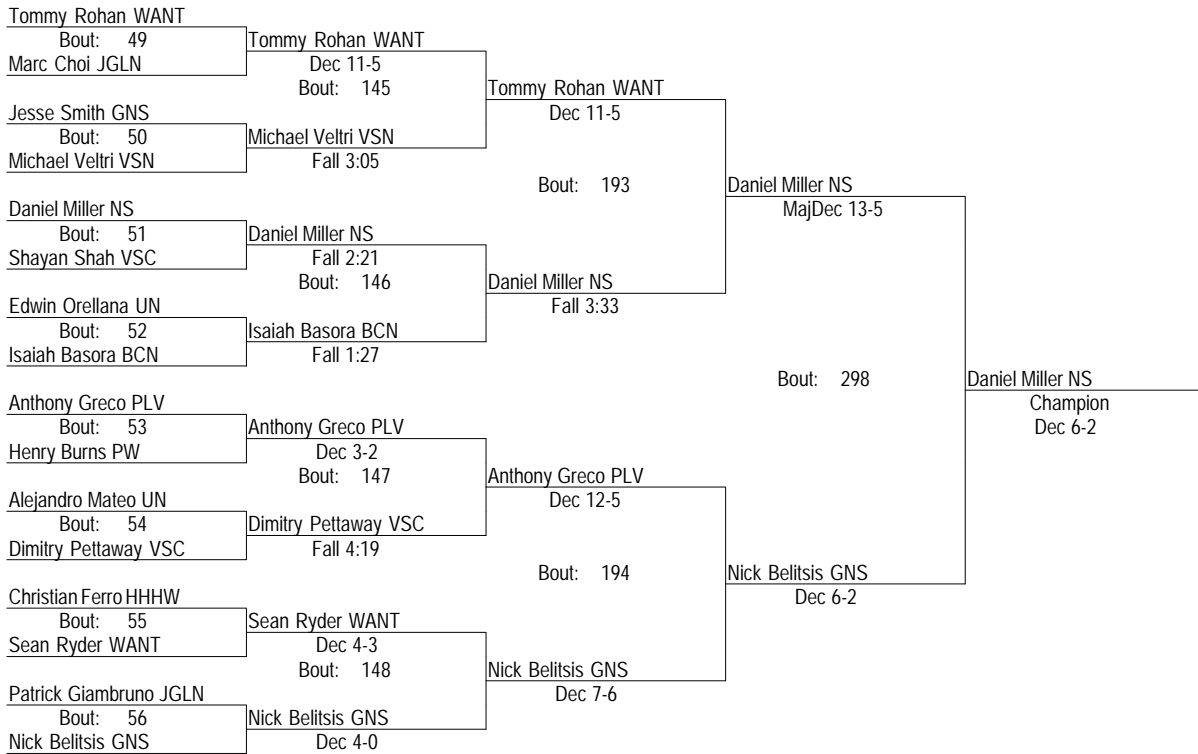 Tommy Rohan WANT
Bout: 49
Marc Choi JGLN
Tommy Rohan WANT
Dec 11-5
Bout: 145
Jesse Smith GNS
Bout: 50
Michael Veltri VSN
Michael Veltri VSN
Fall 3:05
Tommy Rohan WANT
Dec 11-5
Bout: 193
Daniel Miller NS
Bout: 51
Shayan Shah VSC
Daniel Miller NS
Fall 2:21
Bout: 146
Edwin Orellana UN
Bout: 52
Isaiah Basora BCN
Isaiah Basora BCN
Fall 1:27
Daniel Miller NS
Fall 3:33
Daniel Miller NS
MajDec 13-5
Bout: 298
Anthony Greco PLV
Bout: 53
Henry Burns PW
Anthony Greco PLV
Dec 3-2
Bout: 147
Alejandro Mateo UN
Bout: 54
Dimitry Pettaway VSC
Dimitry Pettaway VSC
Fall 4:19
Anthony Greco PLV
Dec 12-5
Bout: 194
Christian Ferro HHHW
Bout: 55
Sean Ryder WANT
Sean Ryder WANT
Dec 4-3
Bout: 148
Patrick Giambruno JGLN
Bout: 56
Nick Belitsis GNS
Nick Belitsis GNS
Dec 4-0
Nick Belitsis GNS
Dec 7-6
Nick Belitsis GNS
Dec 6-2
Daniel Miller NS
Champion
Dec 6-2